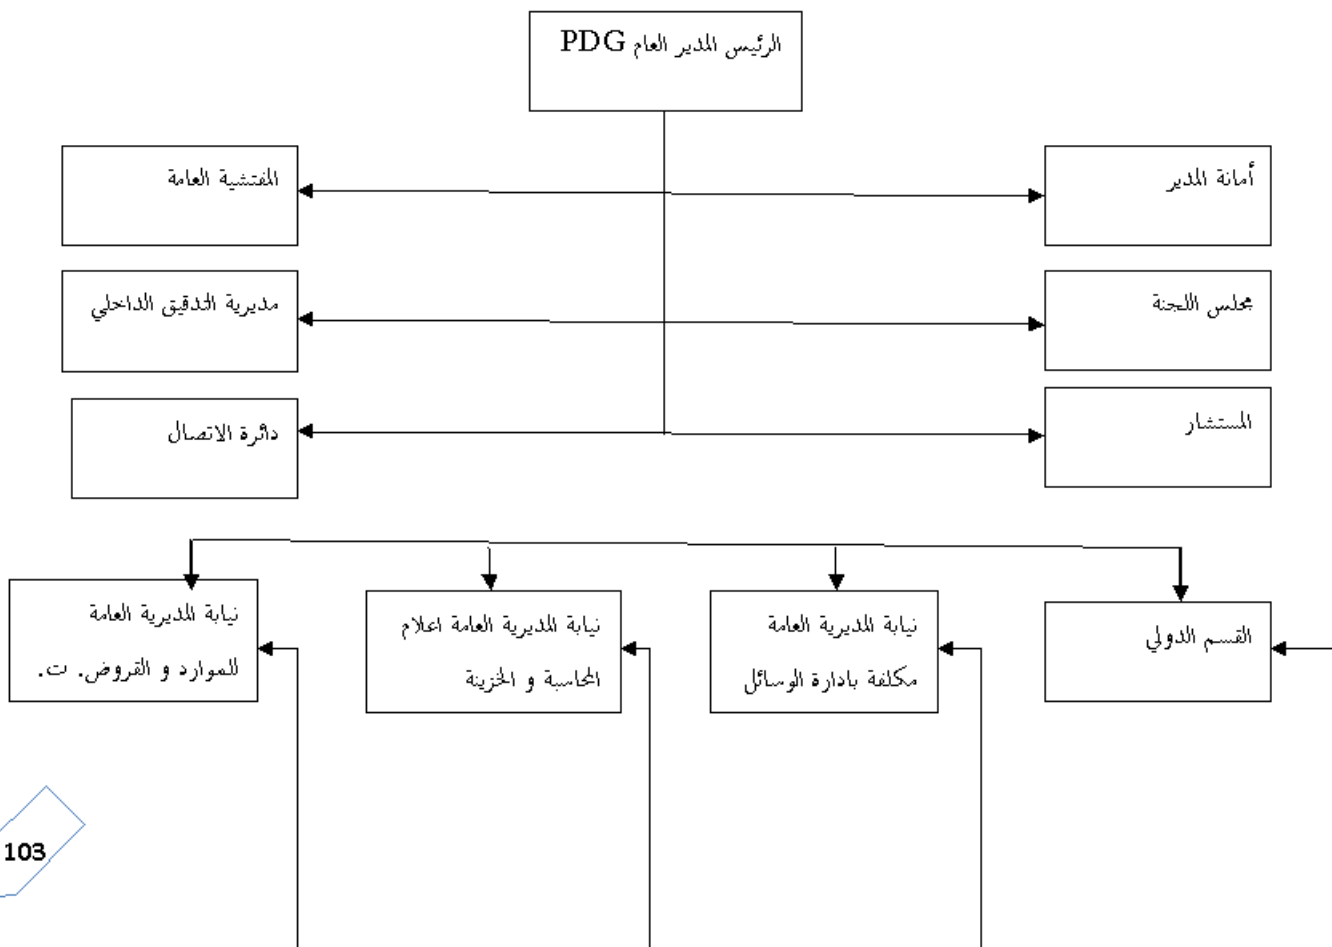 الرئيس المدير العام PDG
أمانة المدير
المفتشية العامة
مجلس اللجنة
مديرية التدقيق الداخلي
المستشار
دائرة الاتصال
القسم الدولي
نيابة المديرية العامة
مكلفة بادارة الوسائل
نيابة المديرية العامة اعلام
المحاسبة و الخزينة
نيابة المديرية العامة
للموارد و القروض. ت.
103